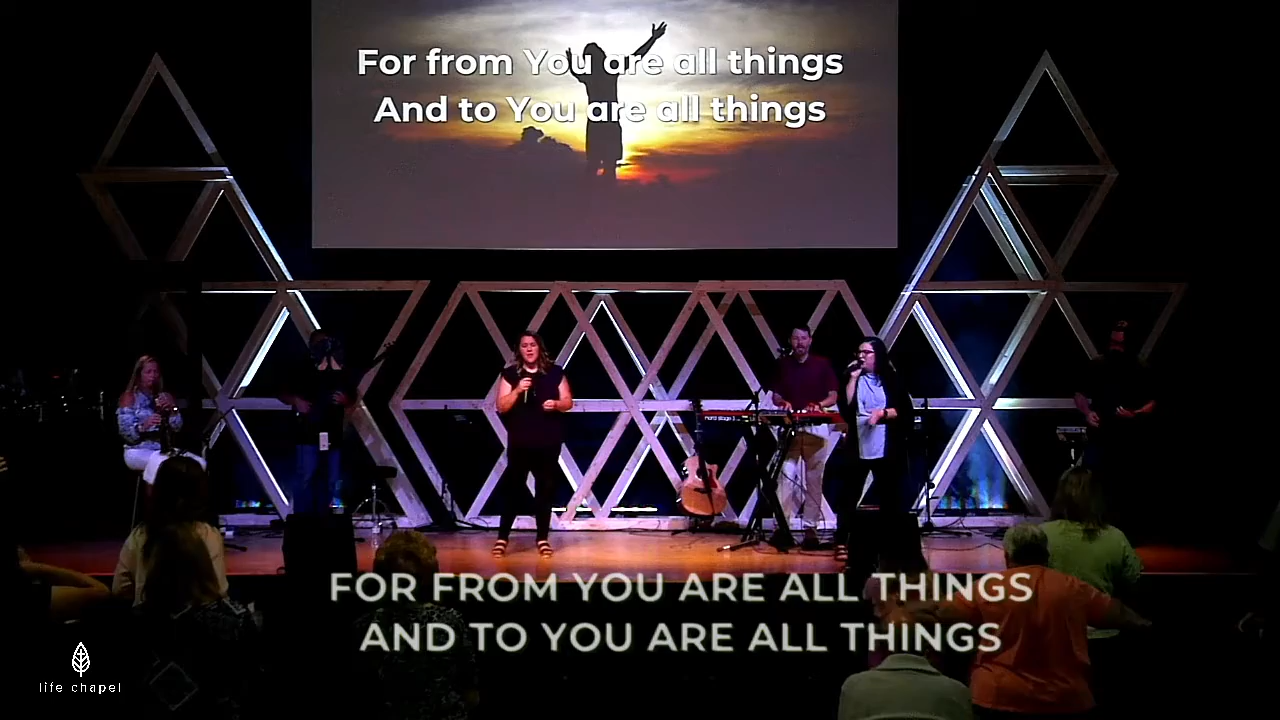 For from You are all things
And to You are all things
FOR FROM YOU ARE ALL THINGS
AND TO YOU ARE ALL THINGS
life chapel